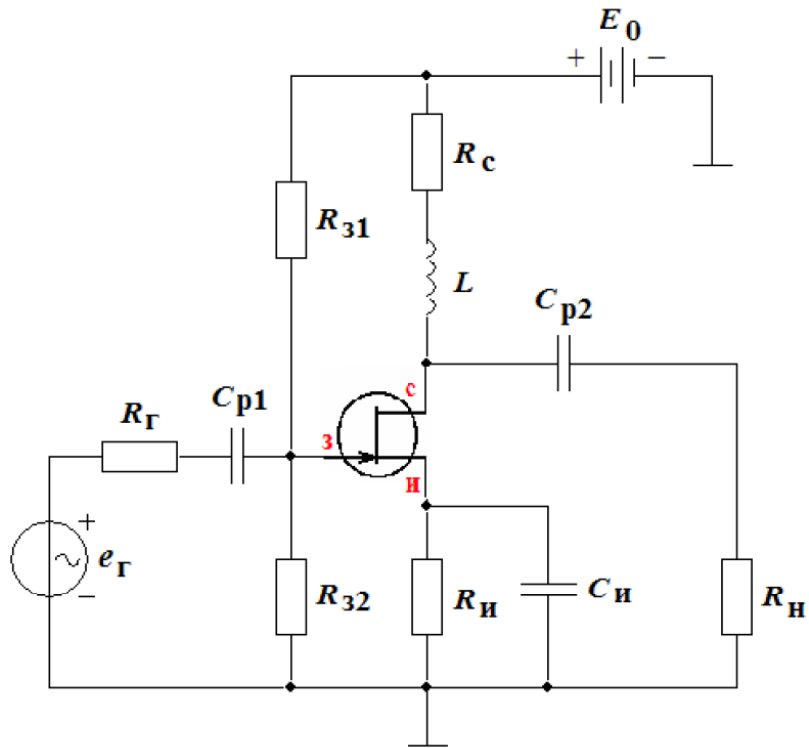 E0
+ −
Rс
Rз1
L
Cр2
с
Cр1
Rг
з
и
+
eг
−
Rз2
Rи
Cи
Rн